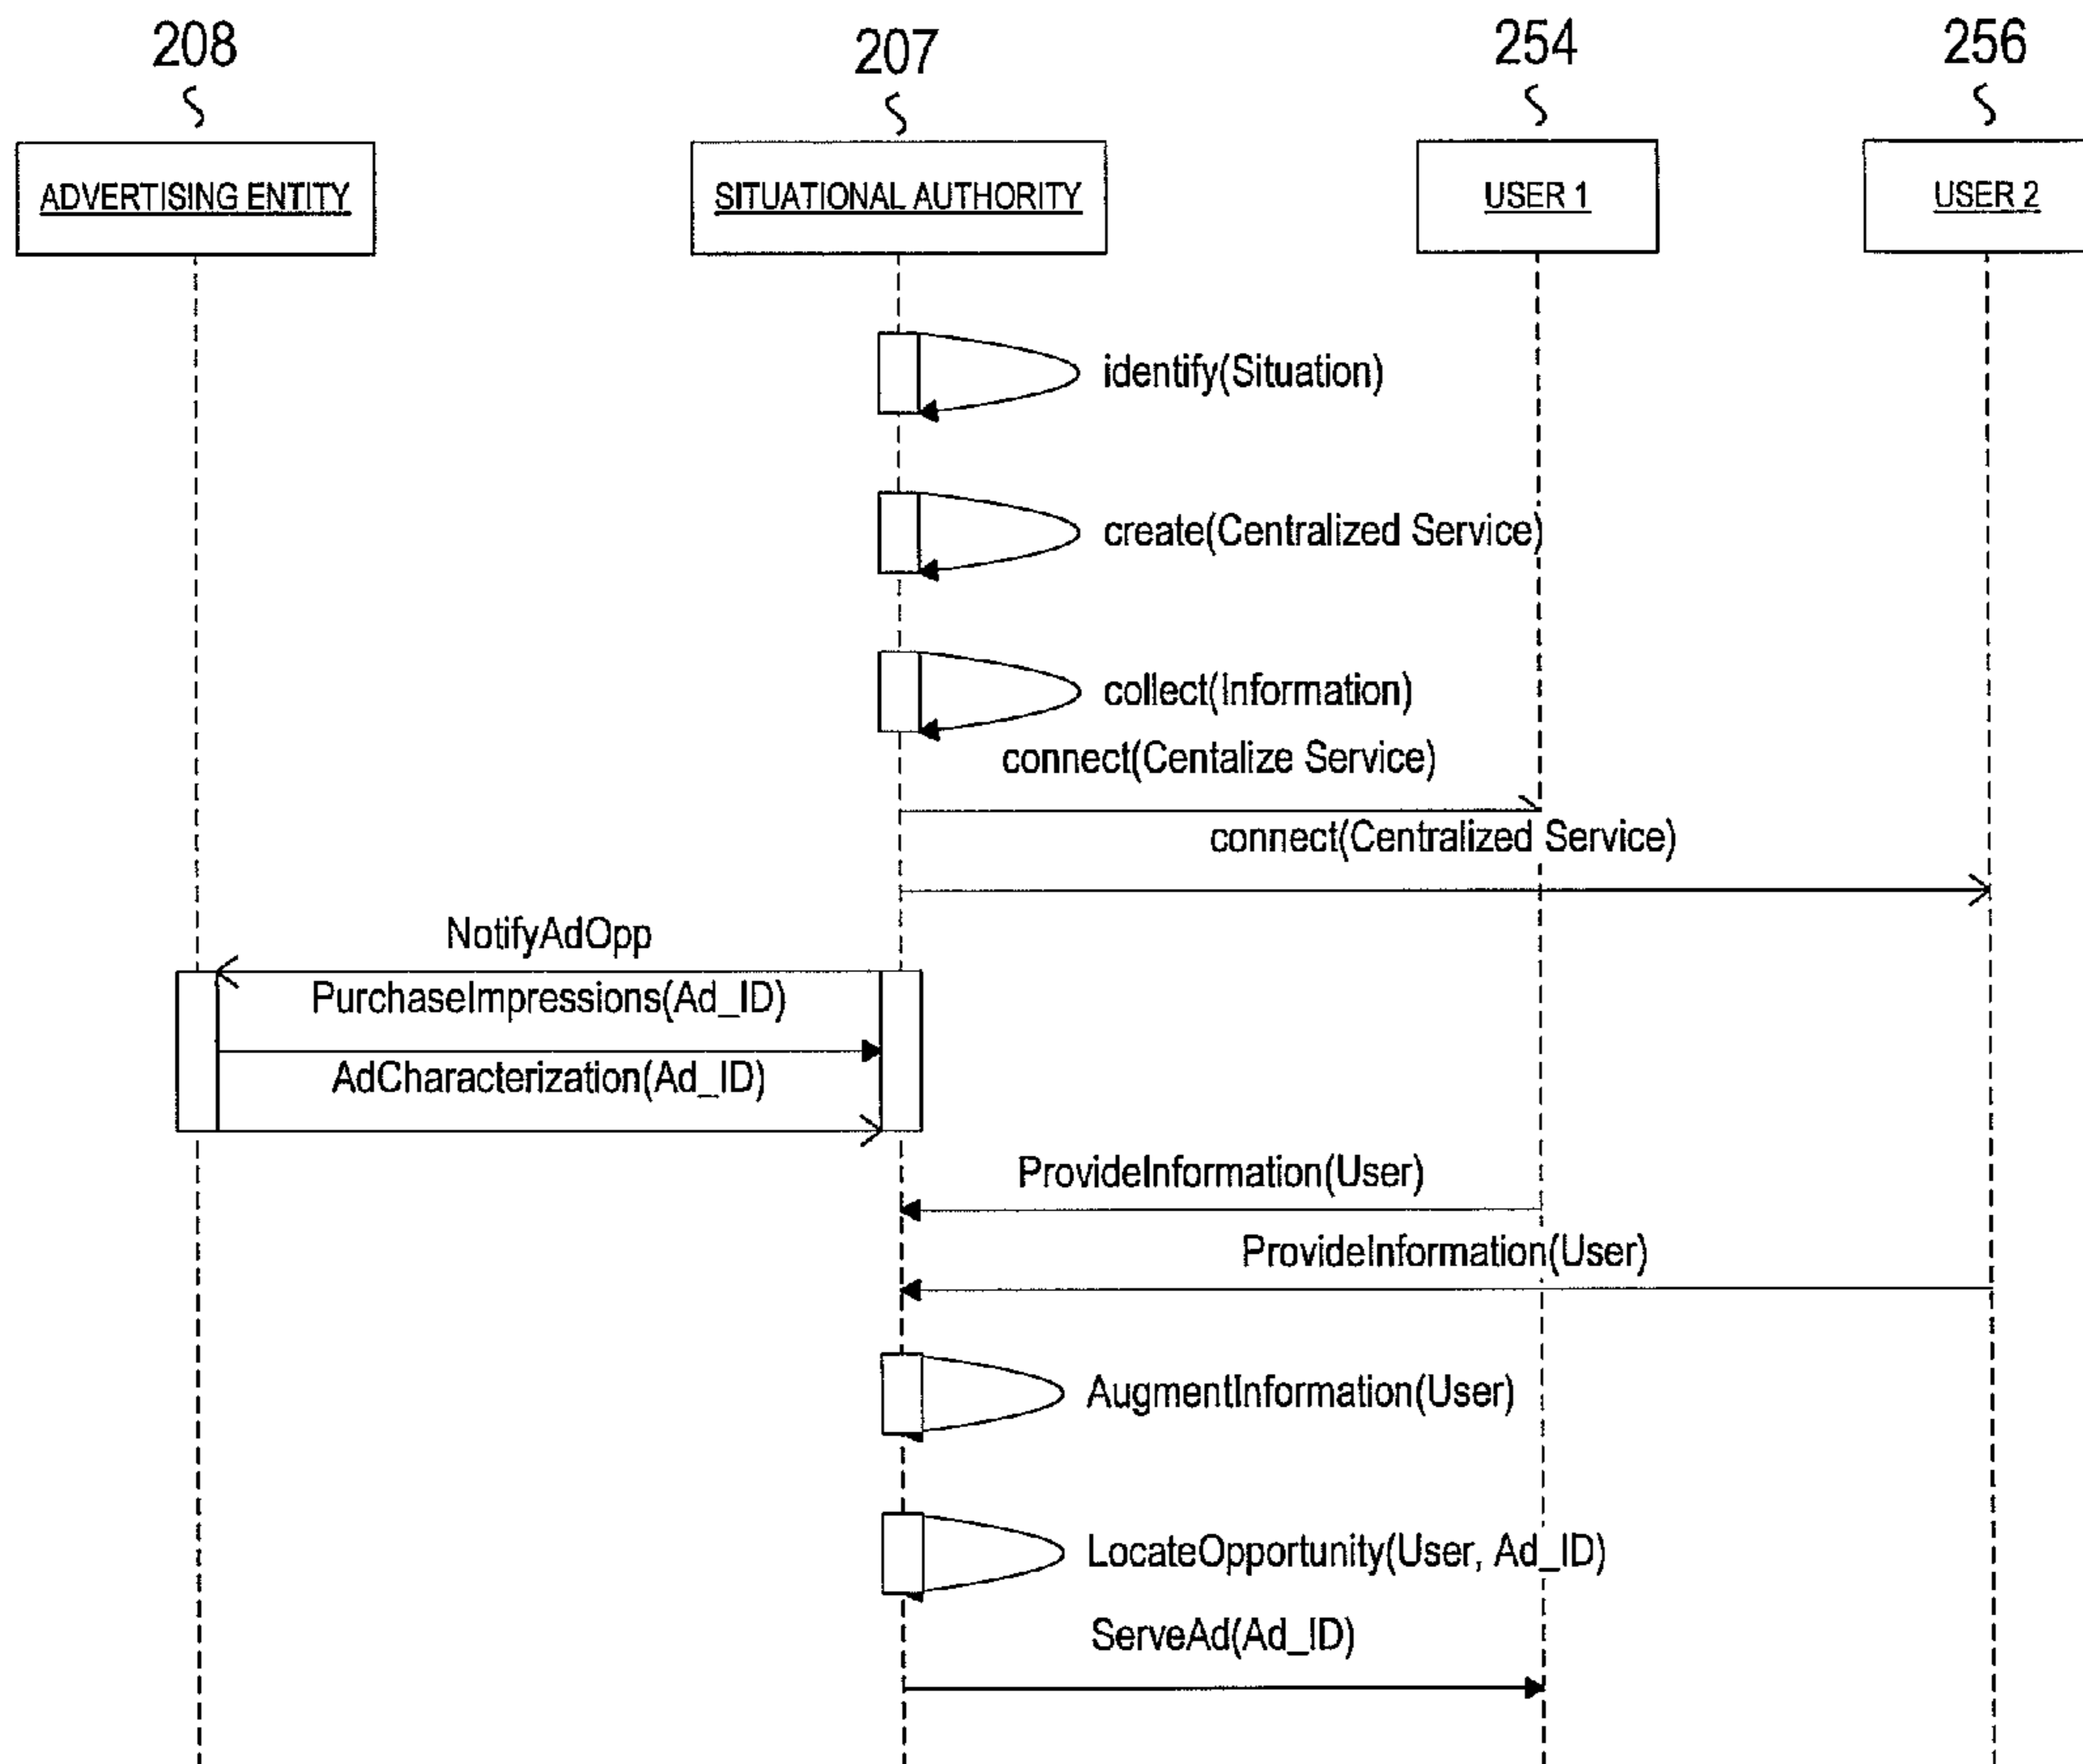 208
207
254
256
ADVERTISING ENTITY
SITUATIONAL AUTHORITY
USER 1
USER 2
identify(Situation)
create(Centralized Service)
collect(Information)
connect(Centalize Service)
connect(Centralized Service)
NotifyAdOpp
PurchaseImpressions(Ad_ID)
AdCharacterization(Ad_ID)
ProvideInformation(User)
ProvideInformation(User)
AugmentInformation(User)
LocateOpportunity(User, Ad_ID)
ServeAd(Ad_ID)